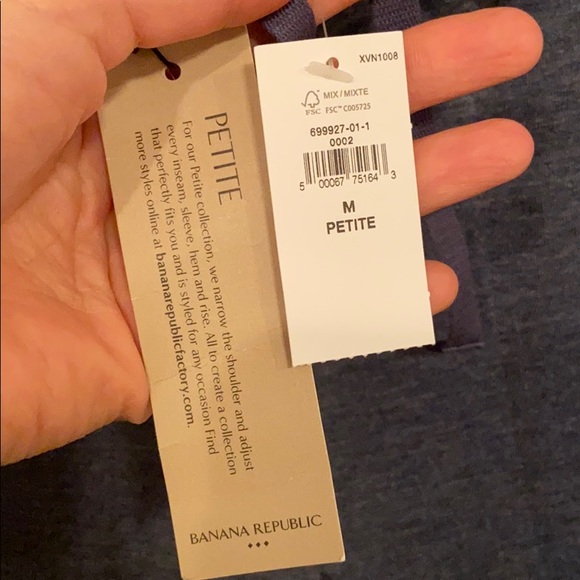 PETITE
For our Petite collection, we narrow the shoulder and adjust
every inseam, sleeve, hem and rise. All to create a collection
that perfectly fits you and is styled for any occasion Find
more styles online at bananarepublicfactory.com.
BANANA REPUBLIC
XVN1008
FSC
MIX/MIXTE
FSC™ C005725
699927-01-1
0002
5 00067 75164 3
M
PETITE